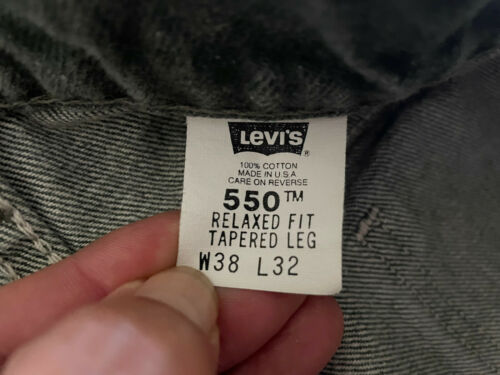 LEVI'S
®
100% COTTON
MADE IN U.S.A
CARE ON REVERSE
550™
RELAXED FIT
TAPERED LEG
W38 L32